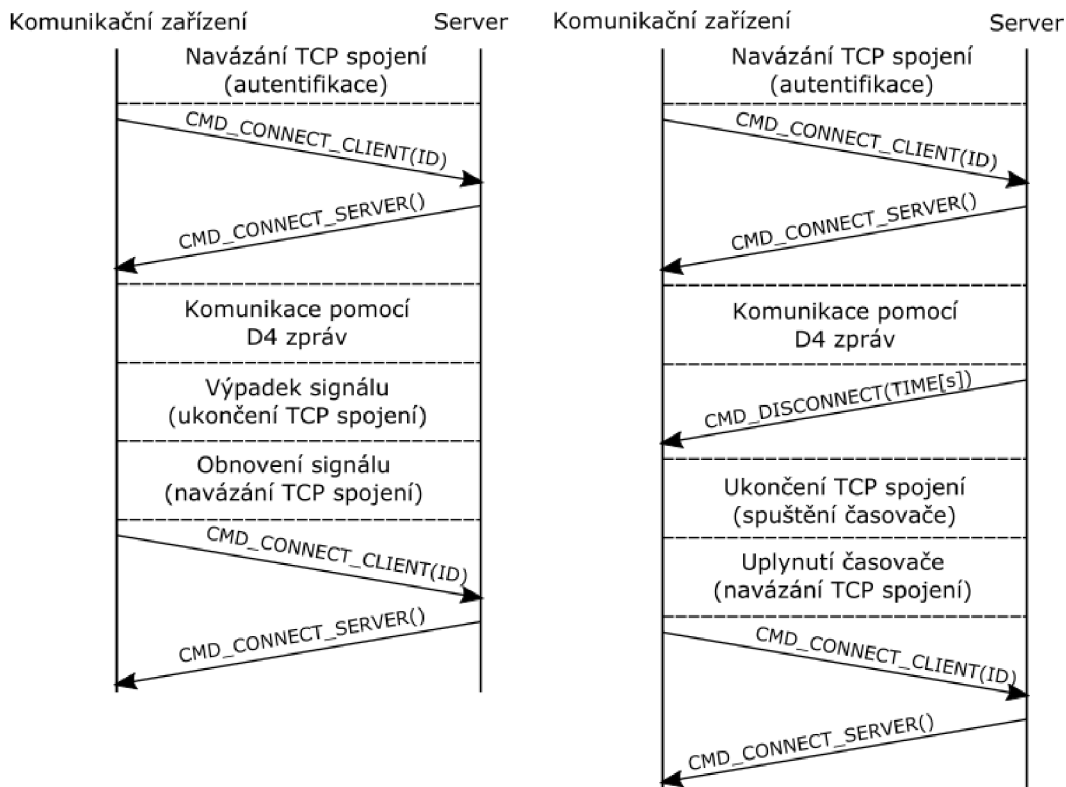 Komunikační zařízení
Server
Navázání TCP spojení
(autentifikace)
CMD_CONNECT_CLIENT(ID)
CMD_CONNECT_SERVER()
Komunikace pomocí
D4 zpráv
Výpadek signálu
(ukončení TCP spojení)
Obnovení signálu
(navázání TCP spojení)
CMD_CONNECT_CLIENT(ID)
CMD_CONNECT_SERVER()
Komunikační zařízení
Server
Navázání TCP spojení
(autentifikace)
CMD_CONNECT_CLIENT(ID)
CMD_CONNECT_SERVER()
Komunikace pomocí
D4 zpráv
CMD_DISCONNECT(TIME[s])
Ukončení TCP spojení
(spuštění časovače)
Uplynutí časovače
(navázání TCP spojení)
CMD_CONNECT_CLIENT(ID)
CMD_CONNECT_SERVER()